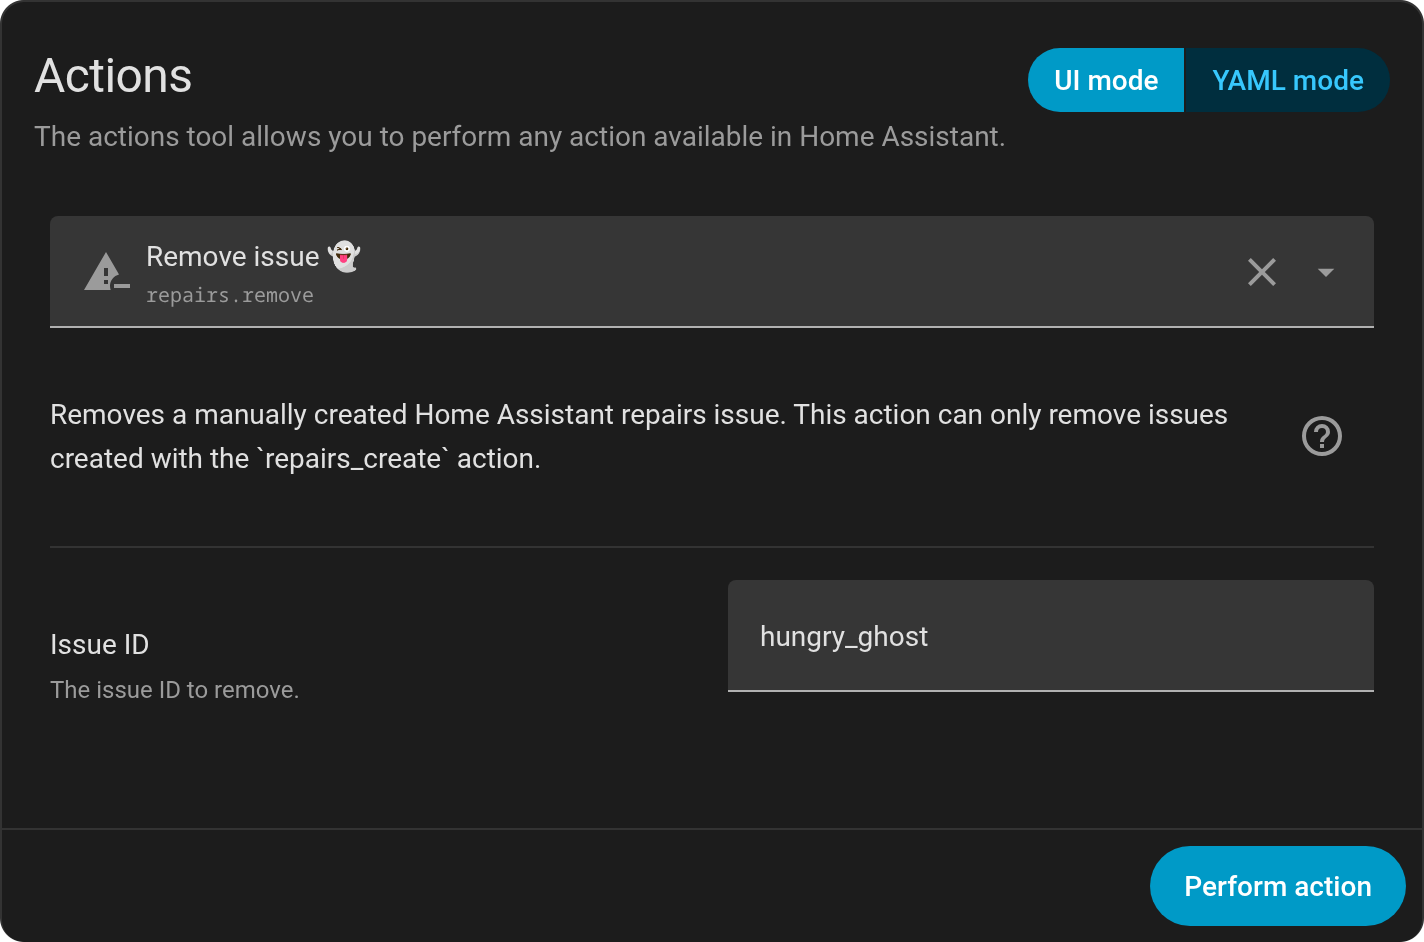 Actions
UI mode
YAML mode
The actions tool allows you to perform any action available in Home Assistant.
Remove issue 👻
repairs.remove
Removes a manually created Home Assistant repairs issue. This action can only remove issues
created with the `repairs_create` action.
Issue ID
The issue ID to remove.
hungry_ghost
Perform action